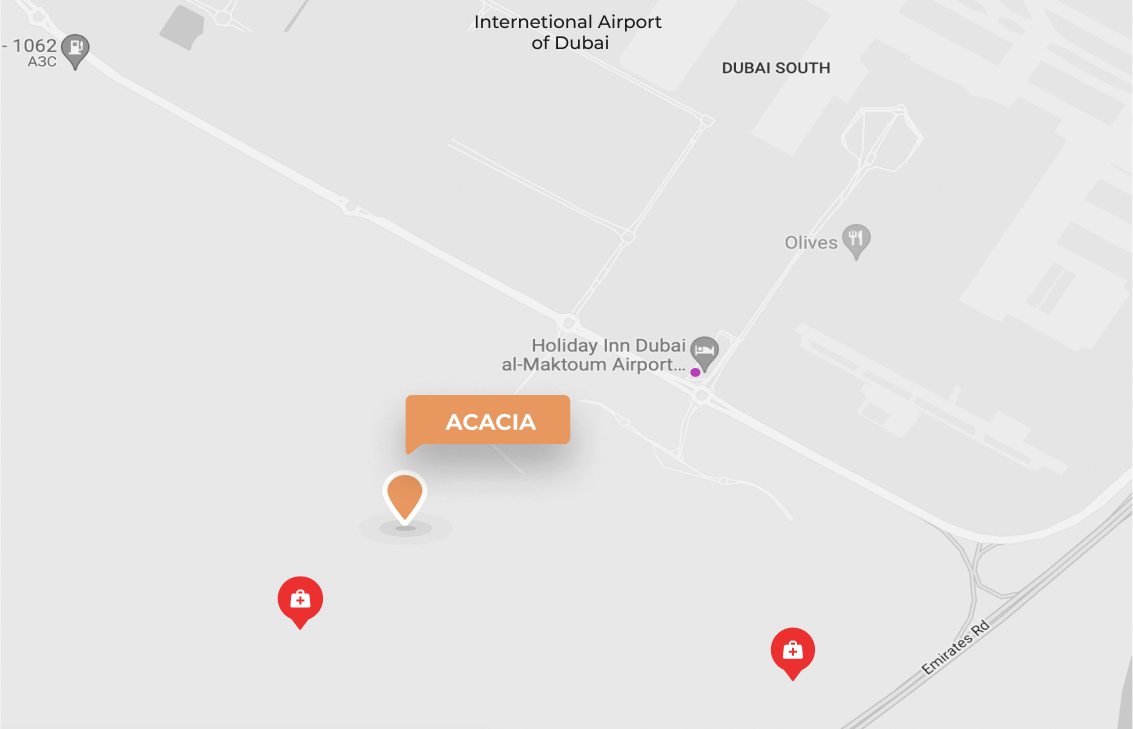 Internetional Airport
of Dubai
- 1062
АЗС
DUBAI SOUTH
Olives
Holiday Inn Dubai
al-Maktoum Airport...
ACACIA
Emirates Rd